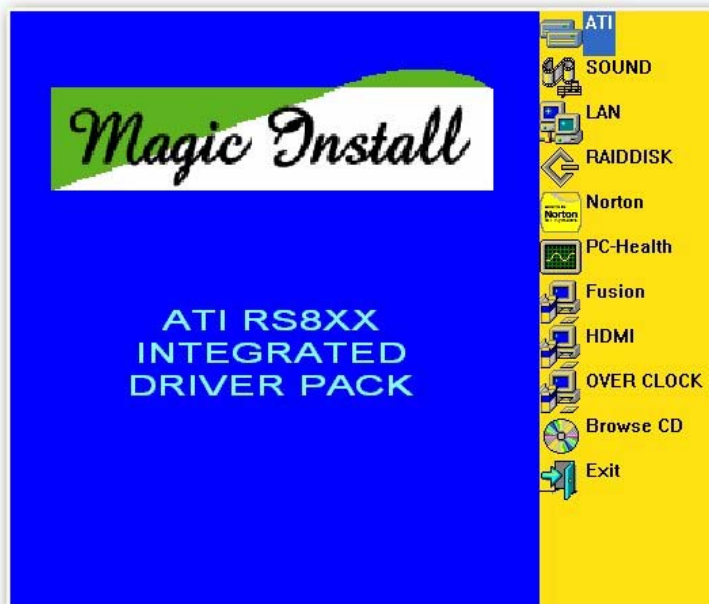 Magic Install
ATI RS8XX
INTEGRATED
DRIVER PACK
ATI
SOUND
LAN
RAIDDISK
Norton
Norton
PC-Health
Fusion
HDMI
OVER CLOCK
Browse CD
Exit